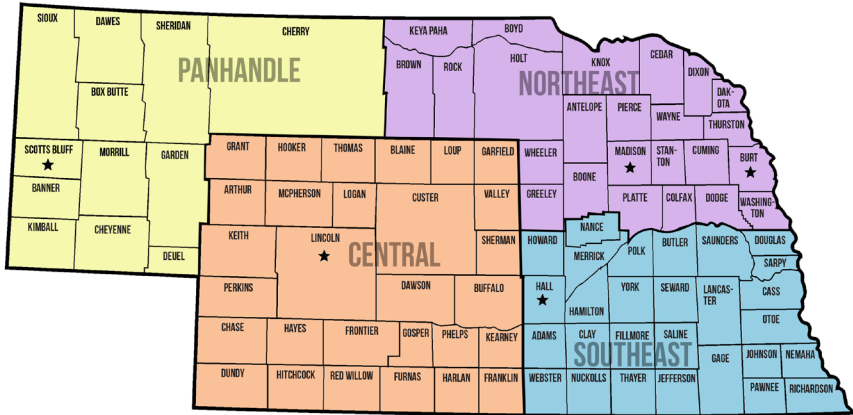 SIOUX
DAWES
SHERIDAN
CHERRY
KEYA PAHA
BOYD
PANHANDLE
BROWN
ROCK
HOLT
KNOX
CEDAR
DIXON
NORTHEAST
DAK-
OTA
BOX BUTTE
ANTELOPE
PIERCE
WAYNE
THURSTON
SCOTTS BLUFF
MORRILL
GARDEN
GRANT
HOOKER
THOMAS
BLAINE
LOUP
GARFIELD
WHEELER
MADISON
STAN-
TON
CUMING
BURT
BOONE
BANNER
ARTHUR
MCPHERSON
LOGAN
CUSTER
VALLEY
GREELEY
PLATTE
COLFAX
DODGE
WASHING-
TON
KIMBALL
CHEYENNE
DEUEL
KEITH
LINCOLN
CENTRAL
SHERMAN
HOWARD
NANCE
MERRICK
POLK
BUTLER
SAUNDERS
DOUGLAS
SARPY
PERKINS
DAWSON
BUFFALO
HALL
HAMILTON
YORK
SEWARD
LANCAS-
TER
CASS
OTOE
CHASE
HAYES
FRONTIER
GOSPER
PHELPS
KEARNEY
ADAMS
CLAY
FILLMORE
SALINE
SOUTHEAST
GAGE
JOHNSON
NEMAHA
DUNDY
HITCHCOCK
RED WILLOW
FURNAS
HARLAN
FRANKLIN
WEBSTER
NUCKOLLS
THAYER
JEFFERSON
PAWNEE
RICHARDSON